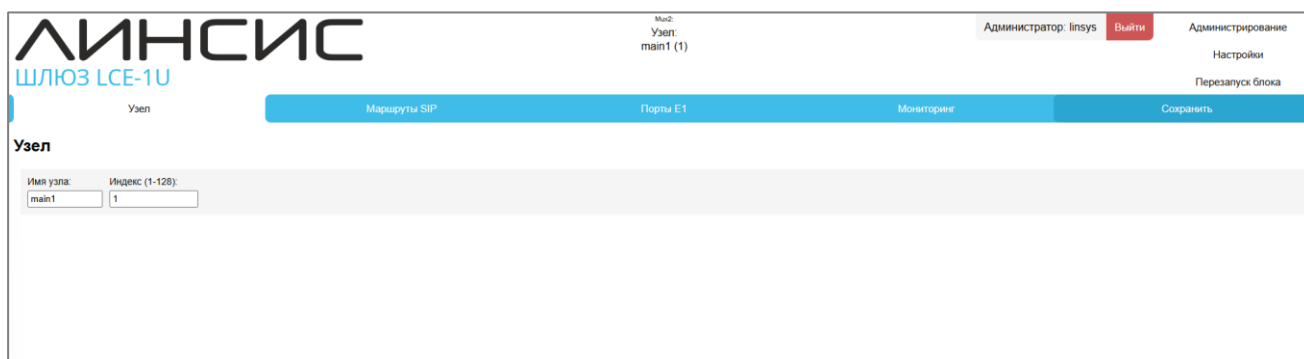 ЛИНСИС
ШЛЮЗ LCE-1U
Mux2:
Узел:
main1 (1)
Администратор: linsys
Выйти
Администрирование
Настройки
Перезапуск блока
Узел
Маршруты SIP
Порты E1
Мониторинг
Сохранить
Узел
Имя узла:
Индекс (1-128):
main1
1